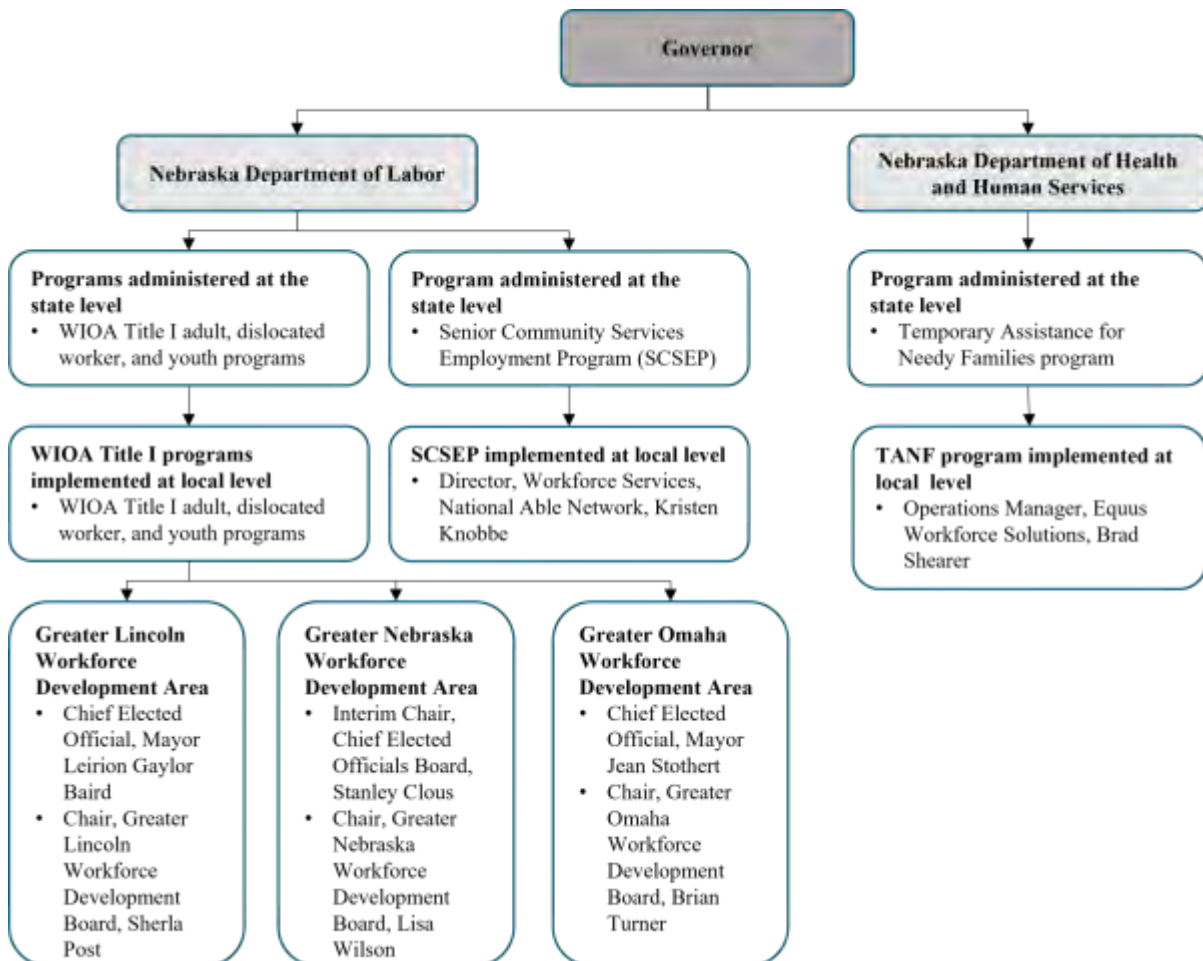 Governor
Nebraska Department of Labor
Nebraska Department of Health
and Human Services
Programs administered at the
state level
• WIOA Title I adult, dislocated
worker, and youth programs
Program administered at the
state level
• Senior Community Services
Employment Program (SCSEP)
Program administered at the
state level
• Temporary Assistance for
Needy Families program
WIOA Title I programs
implemented at local level
• WIOA Title I adult, dislocated
worker, and youth programs
SCSEP implemented at local level
• Director, Workforce Services,
National Able Network, Kristen
Knobbe
TANF program implemented at
local level
• Operations Manager, Equus
Workforce Solutions, Brad
Shearer
Greater Lincoln
Workforce
Development Area
• Chief Elected
Official, Mayor
Leirion Gaylor
Baird
• Chair, Greater
Lincoln
Workforce
Development
Board, Sherla
Post
Greater Nebraska
Workforce
Development Area
• Interim Chair,
Chief Elected
Officials Board,
Stanley Clous
• Chair, Greater
Nebraska
Workforce
Development
Board, Lisa
Wilson
Greater Omaha
Workforce
Development Area
• Chief Elected
Official, Mayor
Jean Stothert
• Chair, Greater
Omaha
Workforce
Development
Board, Brian
Turner